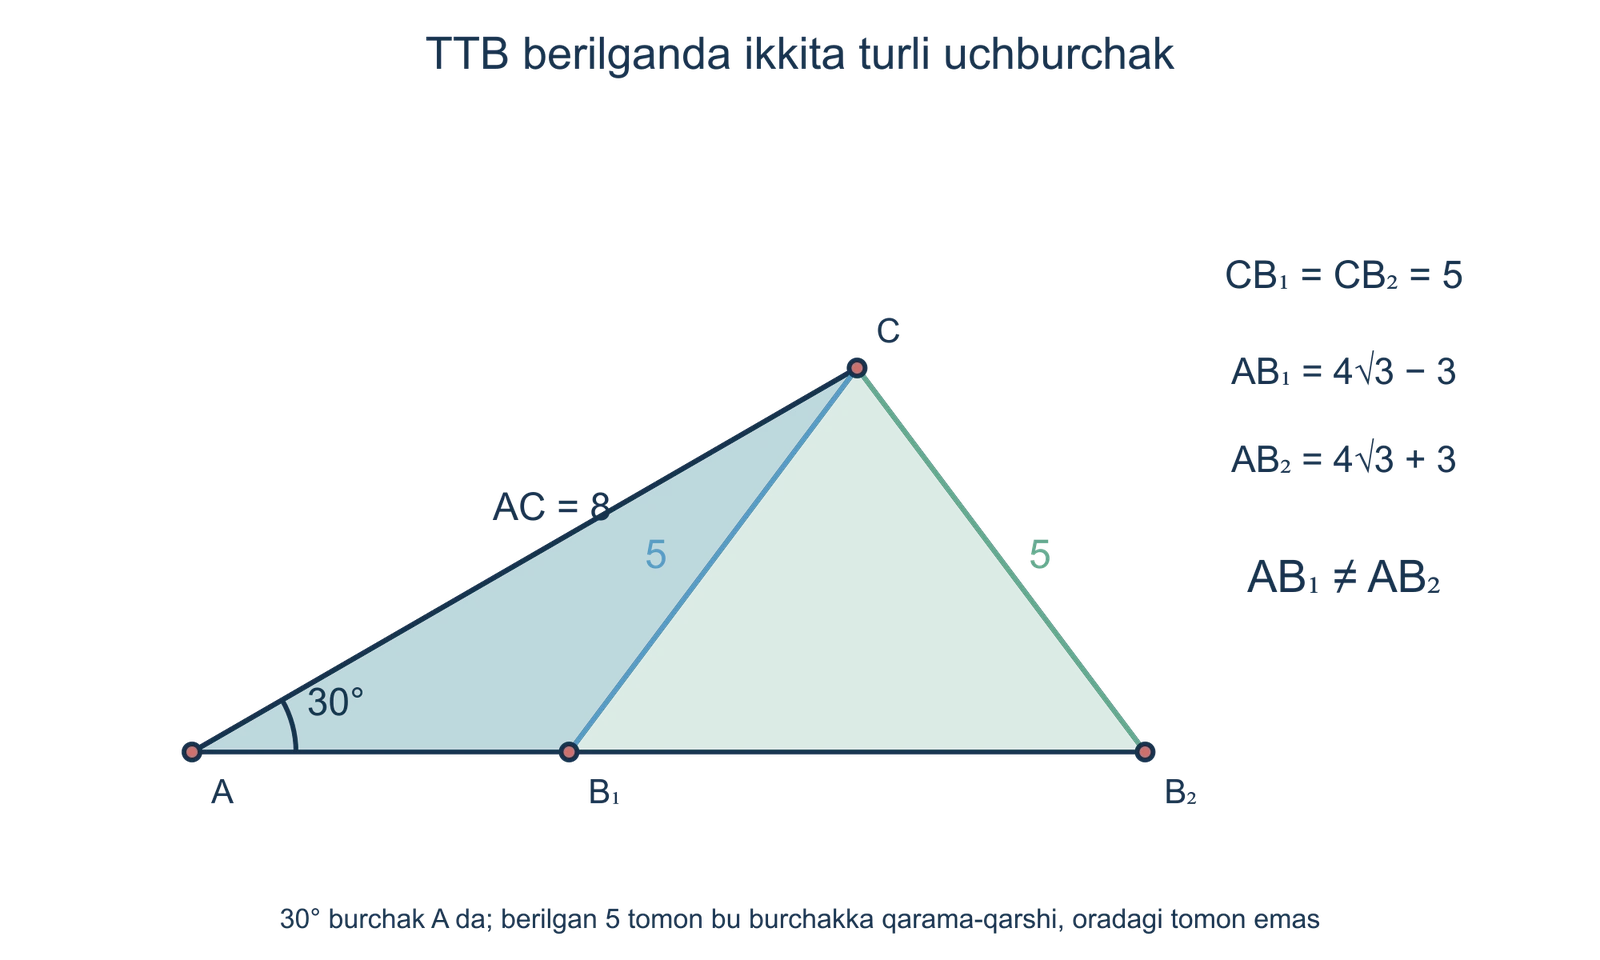 TTB berilganda ikkita turli uchburchak
CB₁ = CB₂ = 5
C
AB₁ = 4√3 − 3
AB₂ = 4√3 + 3
AC = 8
5
5
AB₁ ≠ AB₂
30°
A
B₁
B₂
30° burchak A da; berilgan 5 tomon bu burchakka qarama-qarshi, oradagi tomon emas